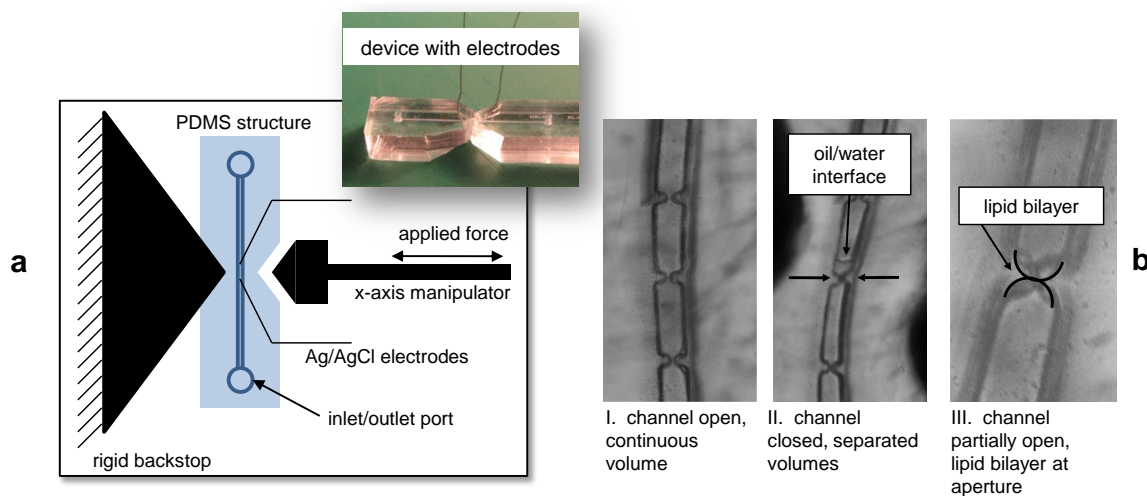 device with electrodes
PDMS structure
a
applied force
x-axis manipulator
Ag/AgCl electrodes
inlet/outlet port
rigid backstop
oil/water
interface
lipid bilayer
b
I. channel open,
continuous
volume
II. channel
closed, separated
volumes
III. channel
partially open,
lipid bilayer at
aperture